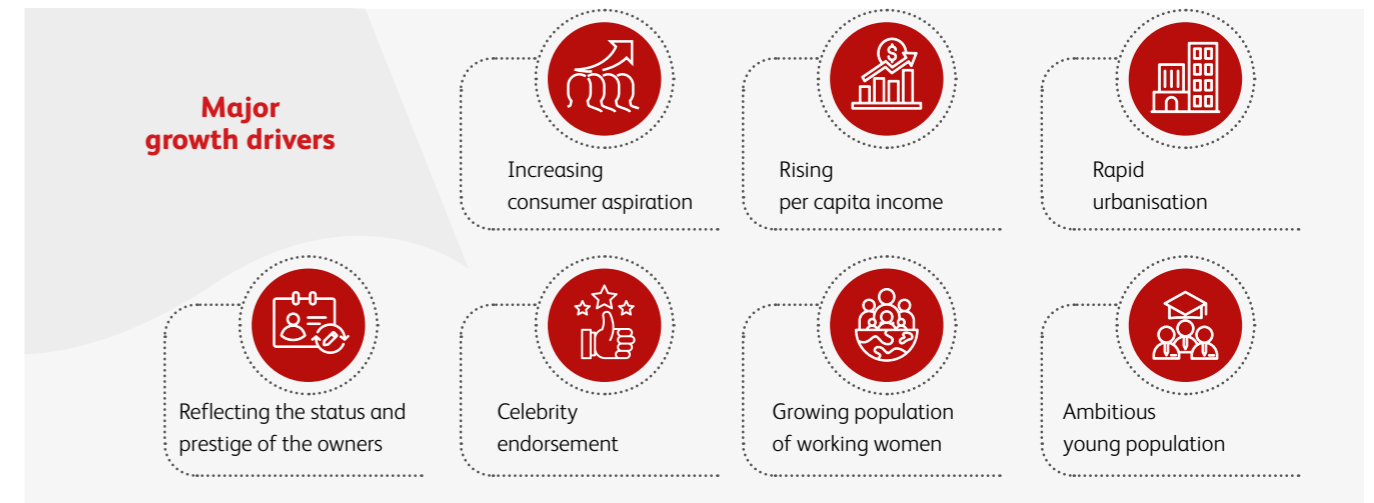 Major
growth drivers
Increasing
consumer aspiration
Rising
per capita income
Rapid
urbanisation
Reflecting the status and
prestige of the owners
Celebrity
endorsement
Growing population
of working women
Ambitious
young population